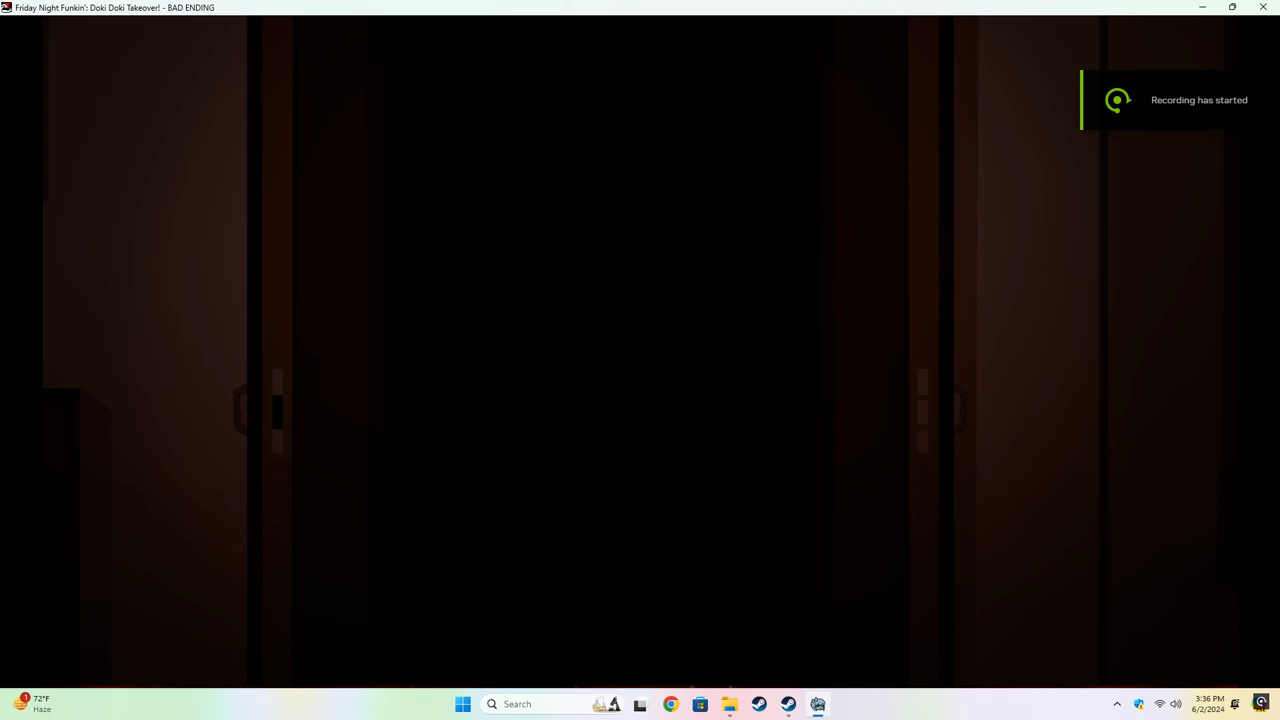 Friday Night Funkin': Doki Doki Takeover! - BAD ENDING
Recording has started
1
72°F
Haze
Search
3:36 PM
6/2/2024